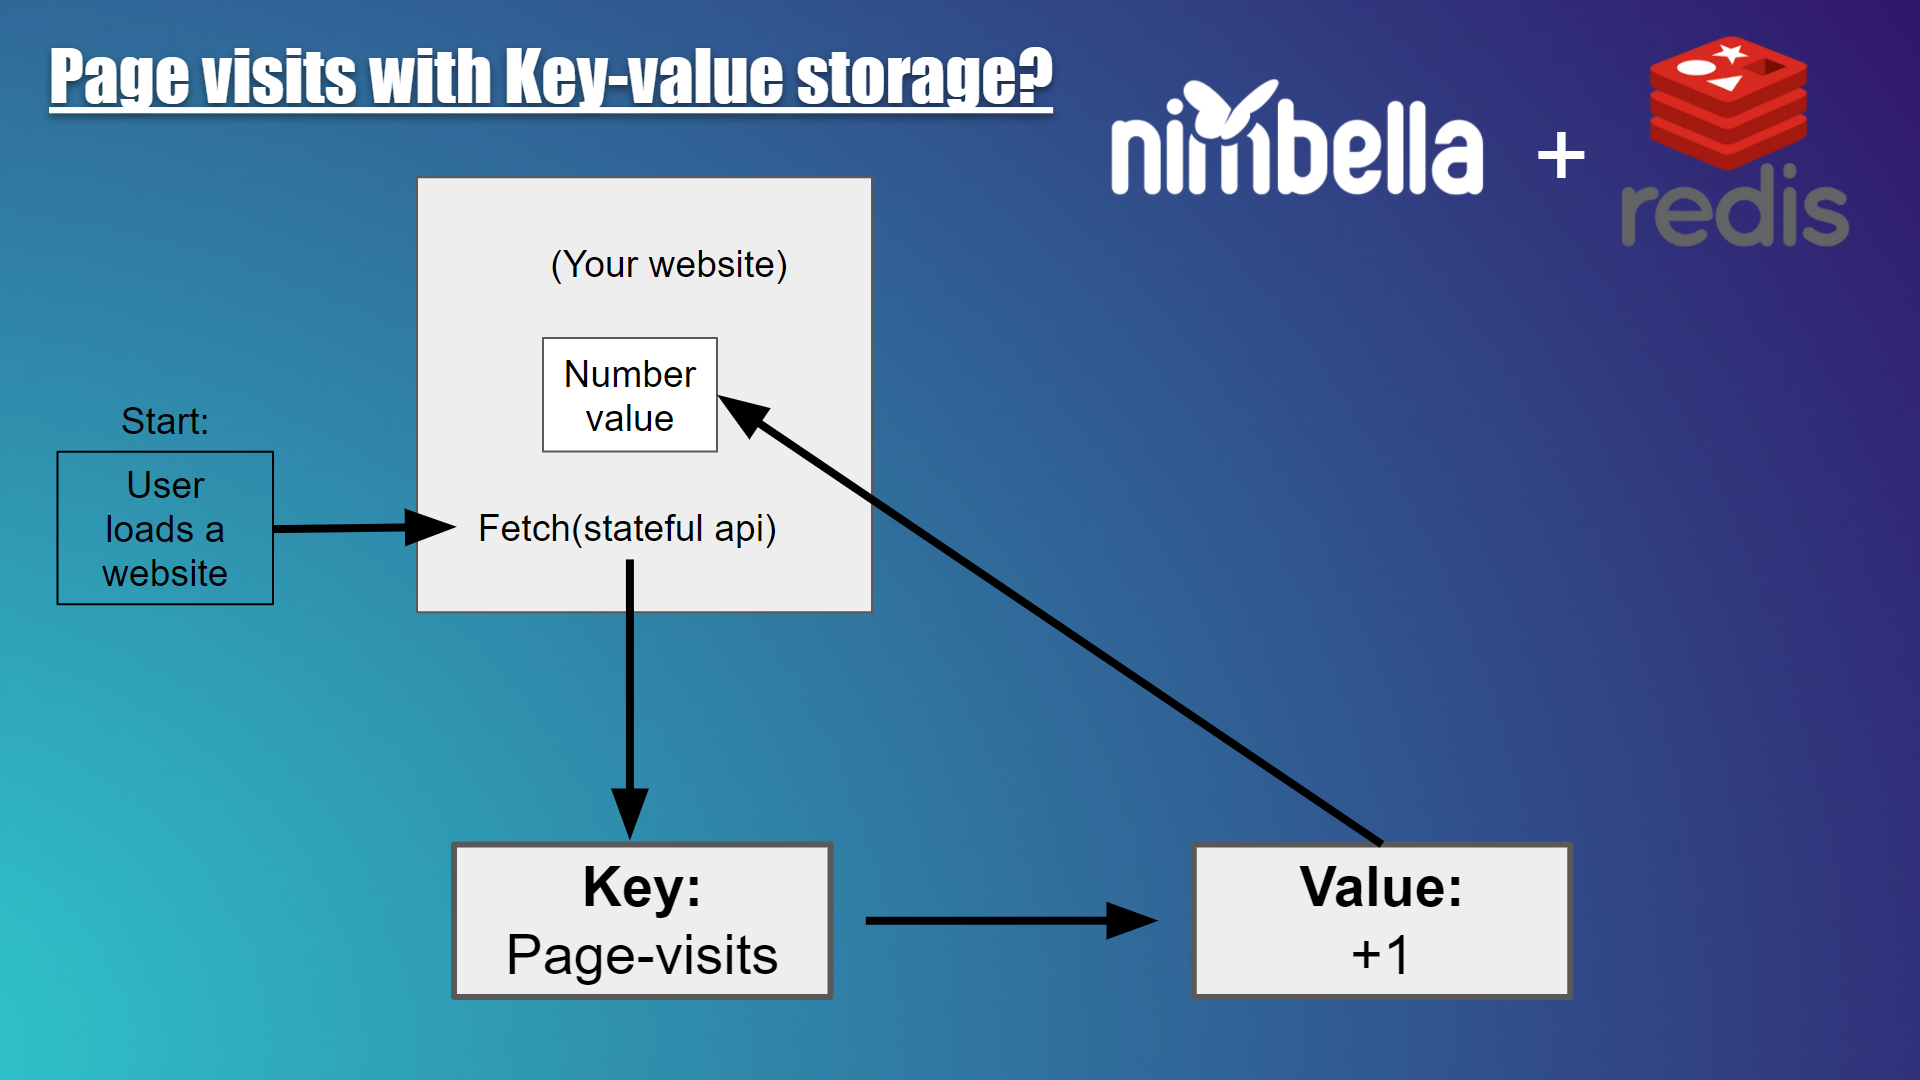 Page visits with Key-value storage?
nimbella
+
redis
(Your website)
Number
value
Start:
User
loads a
website
Fetch(stateful api)
Key:
Page-visits
Value:
+1